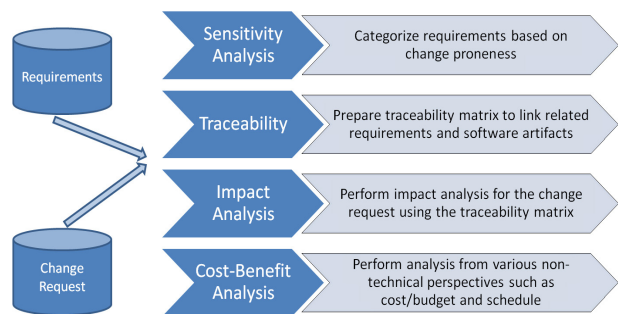 Requirements
Change
Request
Sensitivity
Analysis
Categorize requirements based on
change proneness
Traceability
Prepare traceability matrix to link related
requirements and software artifacts
Impact
Analysis
Perform impact analysis for the change
request using the traceability matrix
Cost-Benefit
Analysis
Perform analysis from various non-
technical perspectives such as
cost/budget and schedule